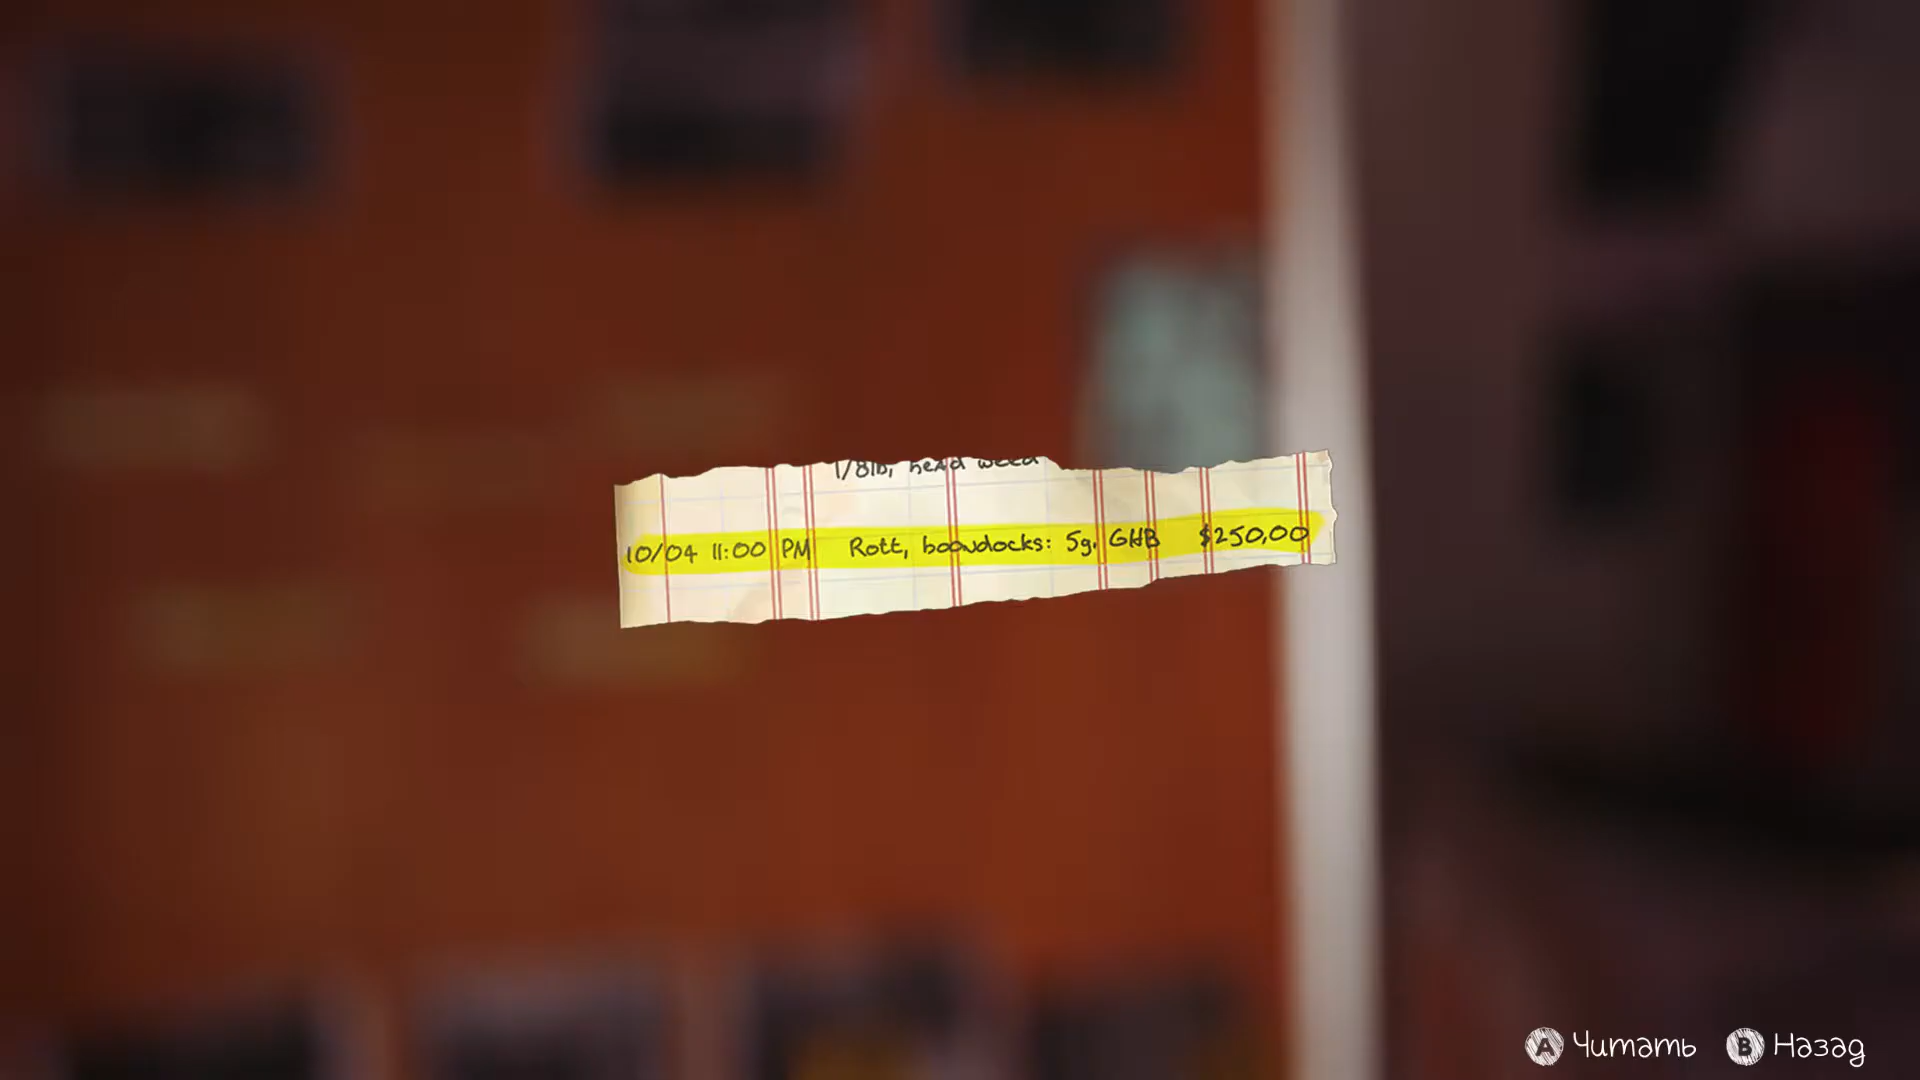 1/8lb, head weed
10/04 11:00 PM Rott, boondocks: 5g. GHB $250,00
A Читать B Назад